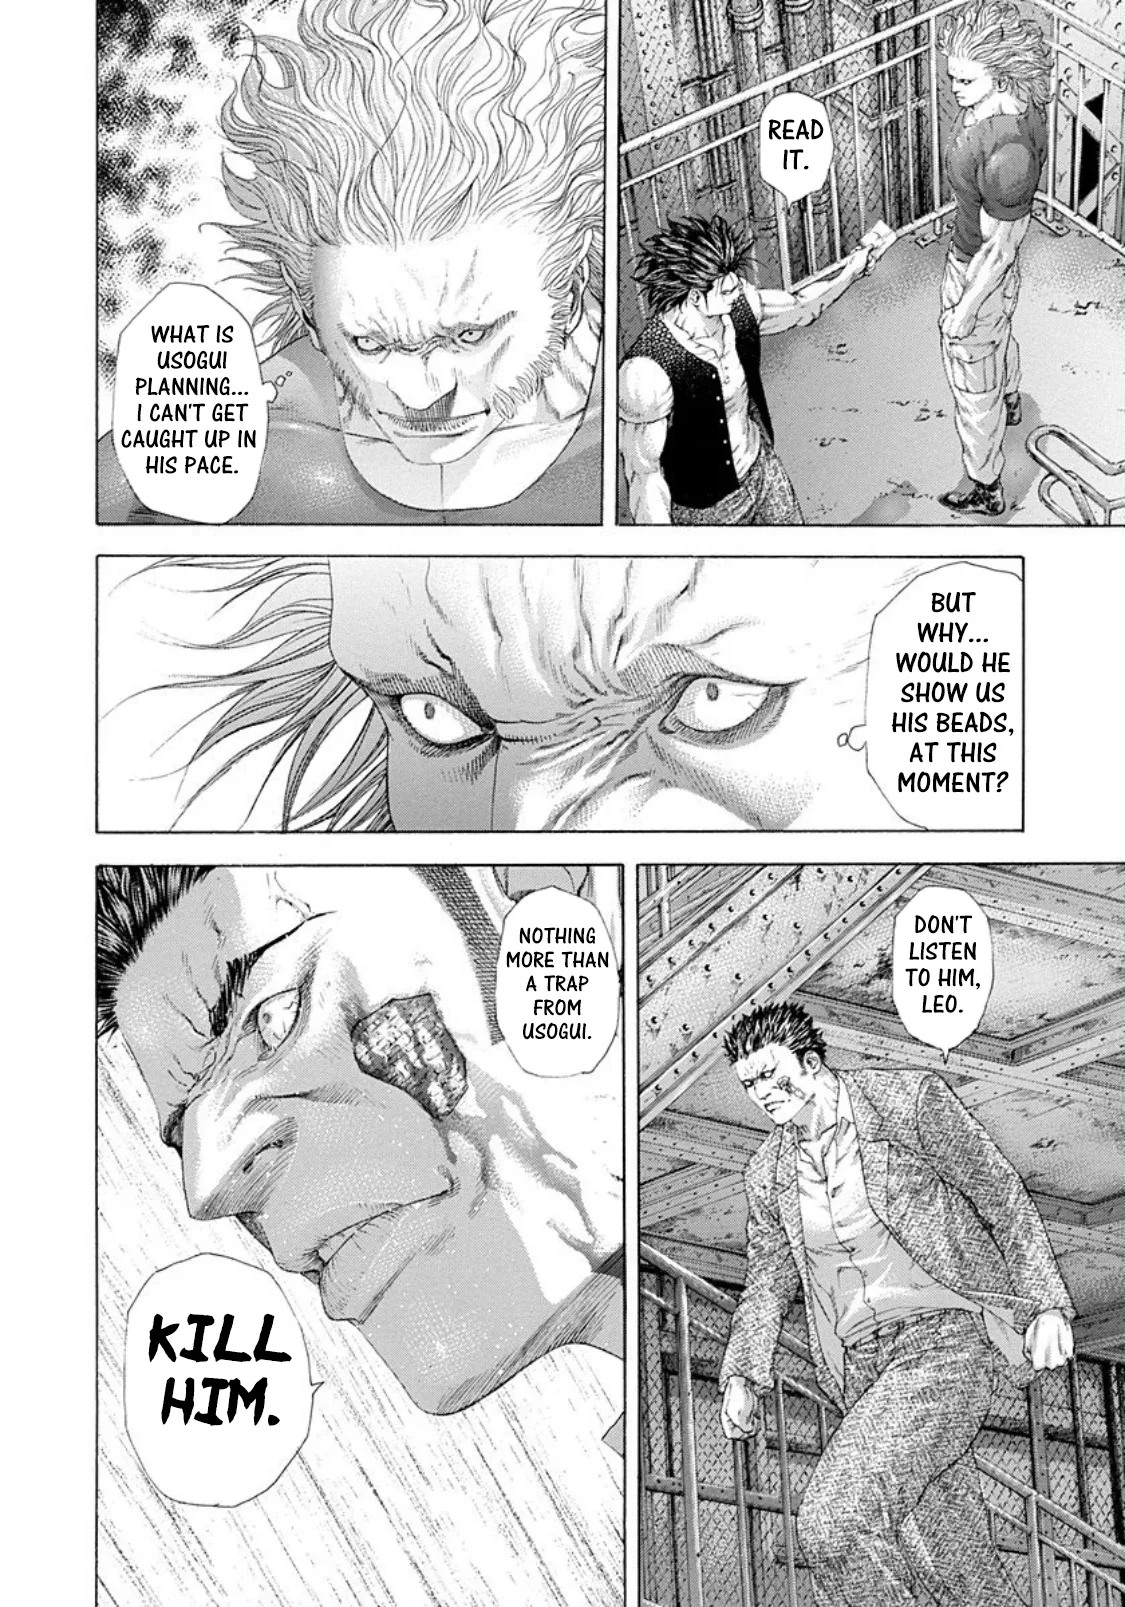 READ
IT.
WHAT IS
USOGUI
PLANNING...
I CAN'T GET
CAUGHT UP IN
HIS PACE.
BUT
WHY...
WOULD HE
SHOW US
HIS BEADS,
AT THIS
MOMENT?
DON'T
LISTEN
TO HIM,
LEO.
NOTHING
MORE THAN
A TRAP
FROM
USOGUI.
KILL
HIM.